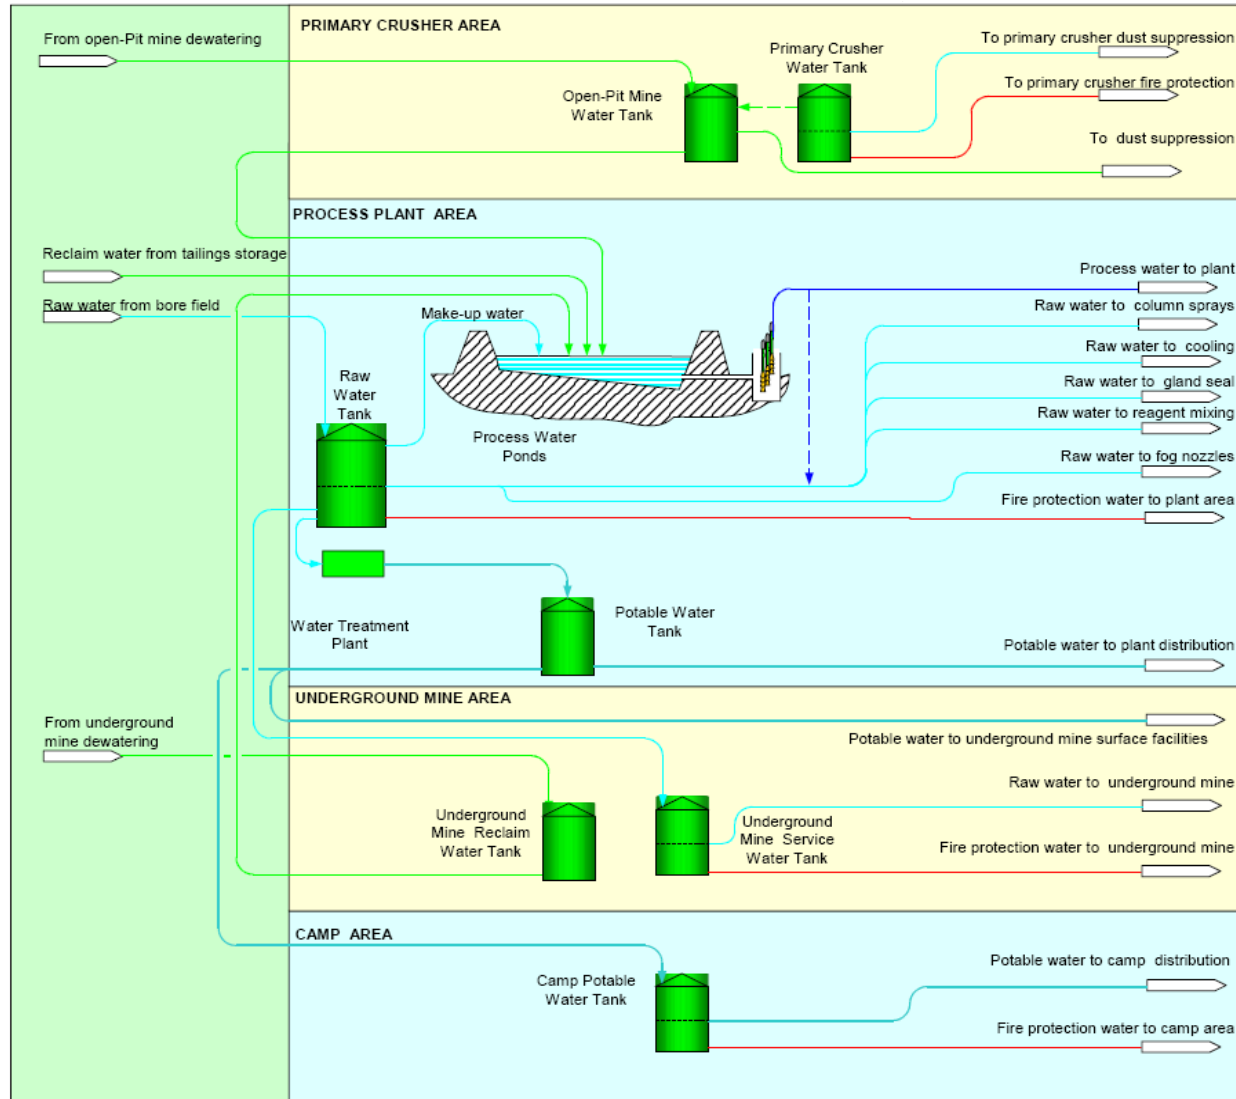 PRIMARY CRUSHER AREA
From open-Pit mine dewatering
To primary crusher dust suppression
Primary Crusher
Water Tank
To primary crusher fire protection
Open-Pit Mine
Water Tank
To dust suppression
PROCESS PLANT AREA
Reclaim water from tailings storage
Process water to plant
Raw water from bore field
Make-up water
Raw water to column sprays
Raw water to cooling
Raw
Water
Tank
Raw water to gland seal
Raw water to reagent mixing
Process Water
Ponds
Raw water to fog nozzles
Fire protection water to plant area
Water Treatment
Plant
Potable Water
Tank
Potable water to plant distribution
UNDERGROUND MINE AREA
From underground
mine dewatering
Potable water to underground mine surface facilities
Raw water to underground mine
Underground
Mine Reclaim
Water Tank
Underground
Mine Service
Water Tank
Fire protection water to underground mine
CAMP AREA
Potable water to camp distribution
Camp Potable
Water Tank
Fire protection water to camp area